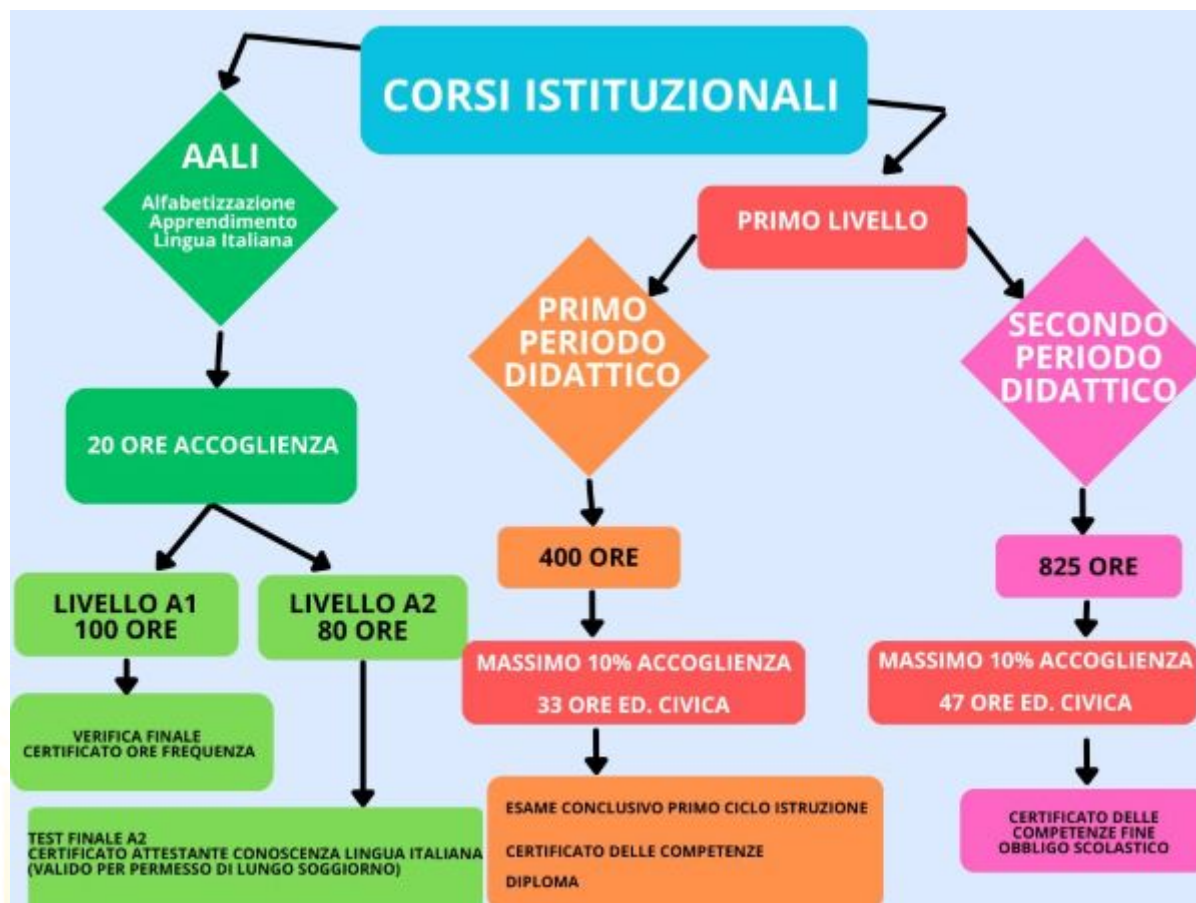 CORSI ISTITUZIONALI
AALI
Alfabetizzazione
Apprendimento
Lingua Italiana
20 ORE ACCOGLIENZA
LIVELLO A1
100 ORE
VERIFICA FINALE
CERTIFICATO ORE FREQUENZA
LIVELLO A2
80 ORE
TEST FINALE A2
CERTIFICATO ATTESTANTE CONOSCENZA LINGUA ITALIANA
(VALIDO PER PERMESSO DI LUNGO SOGGIORNO)
PRIMO LIVELLO
PRIMO
PERIODO
DIDATTICO
400 ORE
MASSIMO 10% ACCOGLIENZA
33 ORE ED. CIVICA
ESAME CONCLUSIVO PRIMO CICLO ISTRUZIONE
CERTIFICATO DELLE COMPETENZE
DIPLOMA
SECONDO
PERIODO
DIDATTICO
825 ORE
MASSIMO 10% ACCOGLIENZA
47 ORE ED. CIVICA
CERTIFICATO DELLE
COMPETENZE FINE
OBBLIGO SCOLASTICO